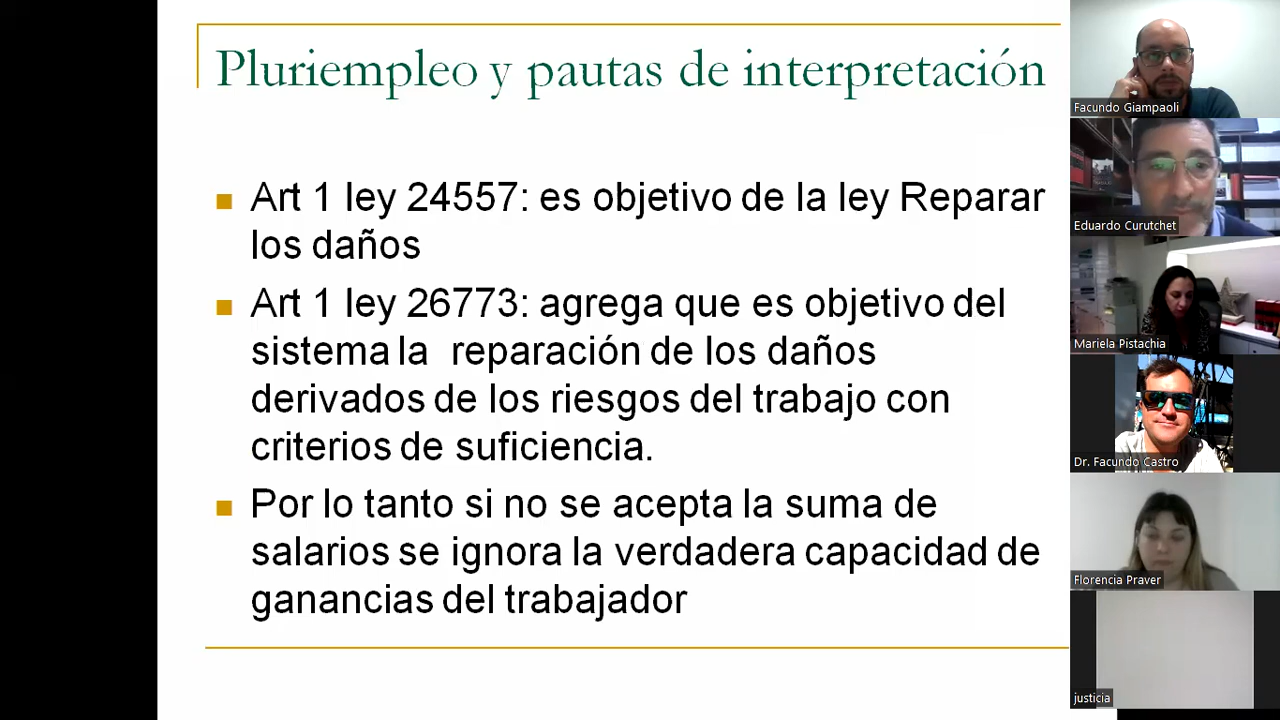 Pluriempleo y pautas de interpretación
Art 1 ley 24557: es objetivo de la ley Reparar
los daños
Art 1 ley 26773: agrega que es objetivo del
sistema la reparación de los daños
derivados de los riesgos del trabajo con
criterios de suficiencia.
Por lo tanto si no se acepta la suma de
salarios se ignora la verdadera capacidad de
ganancias del trabajador
Facundo Giampaoli
Eduardo Curutchet
Mariela Pistachia
Dr. Facundo Castro
Florencia Praver
justicia